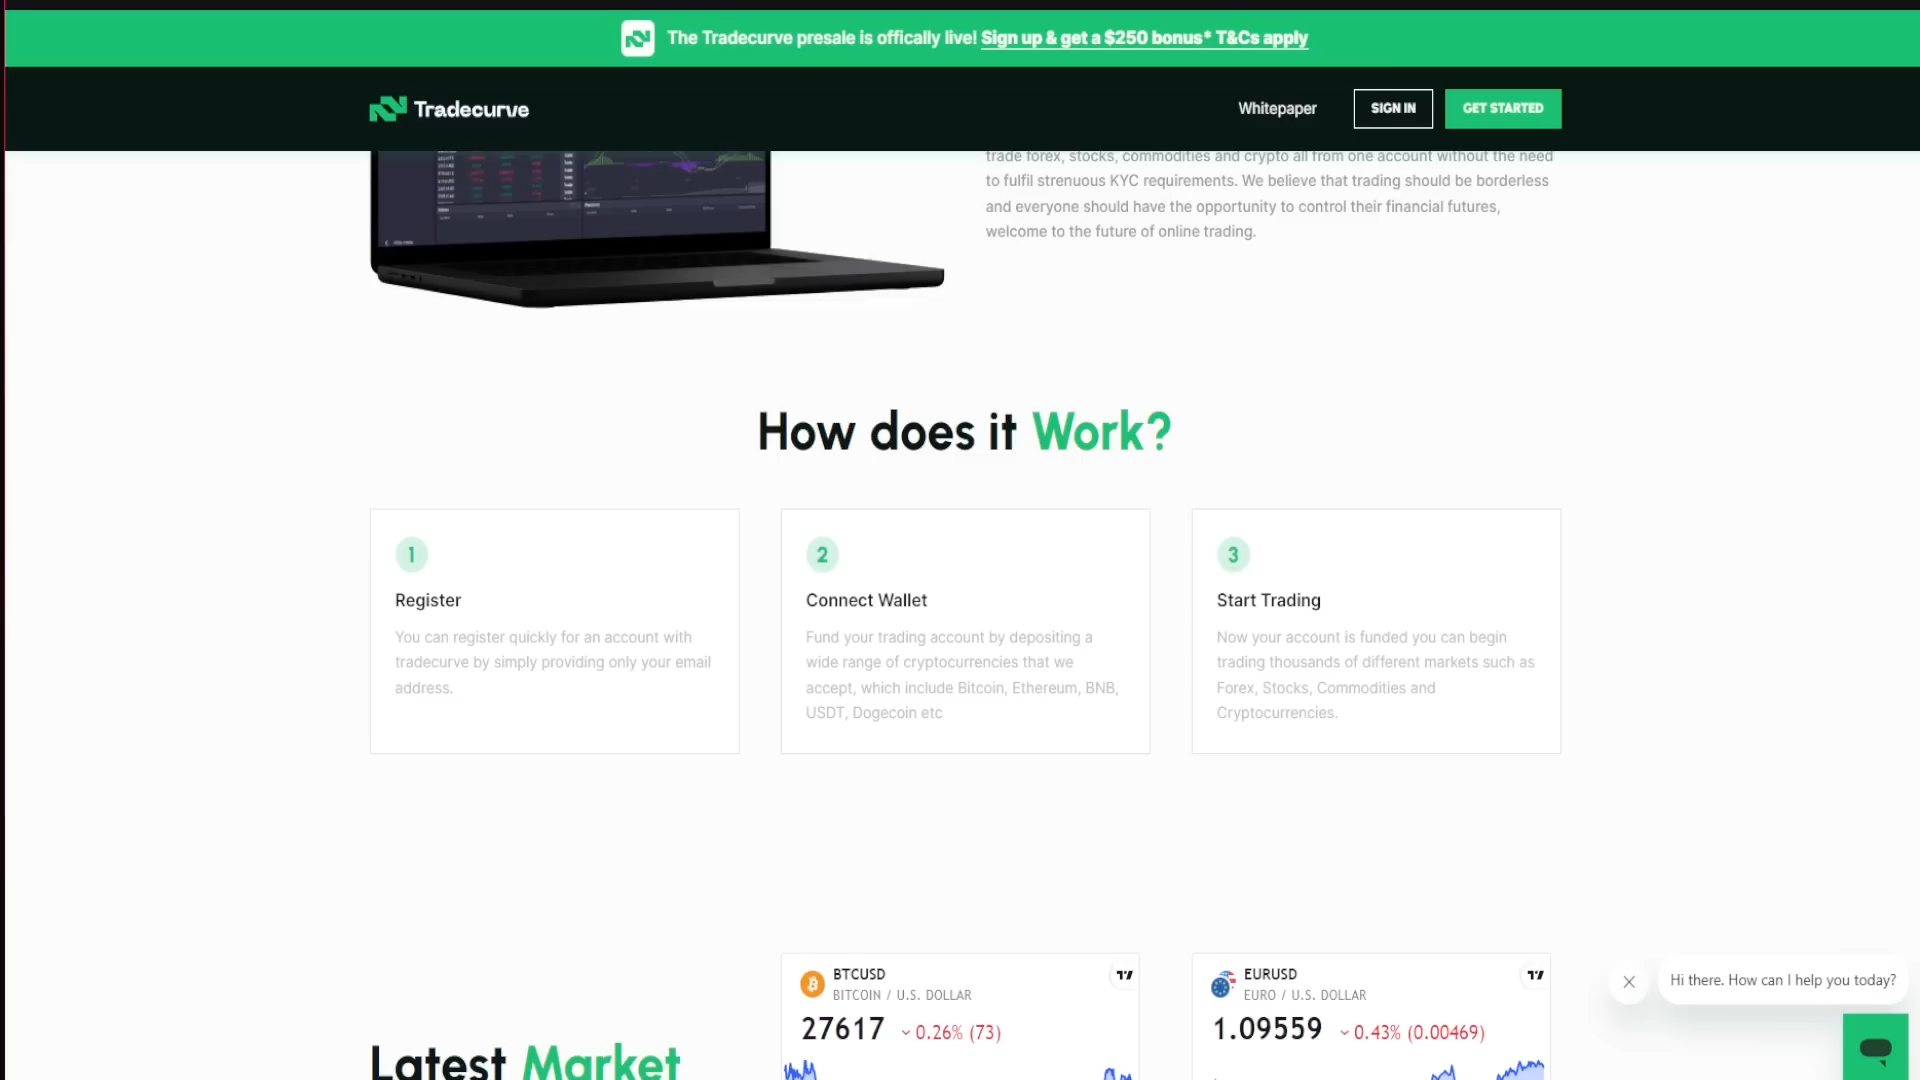 The Tradecurve presale is offically live! Sign up & get a $250 bonus* T&Cs apply
Tradecurve
Whitepaper
SIGN IN
GET STARTED
trade forex, stocks, commodities and crypto all from one account without the need
to fulfil strenuous KYC requirements. We believe that trading should be borderless
and everyone should have the opportunity to control their financial futures,
welcome to the future of online trading.
How does it Work?
1
Register
You can register quickly for an account with
tradecurve by simply providing only your email
address.
2
Connect Wallet
Fund your trading account by depositing a
wide range of cryptocurrencies that we
accept, which include Bitcoin, Ethereum, BNB,
USDT, Dogecoin etc
3
Start Trading
Now your account is funded you can begin
trading thousands of different markets such as
Forex, Stocks, Commodities and
Cryptocurrencies.
Latest Market
BTCUSD
BITCOIN / U.S. DOLLAR
27617 0.26% (73)
EURUSD
EURO / U.S. DOLLAR
1.09559 0.43% (0.00469)
Hi there. How can I help you today?